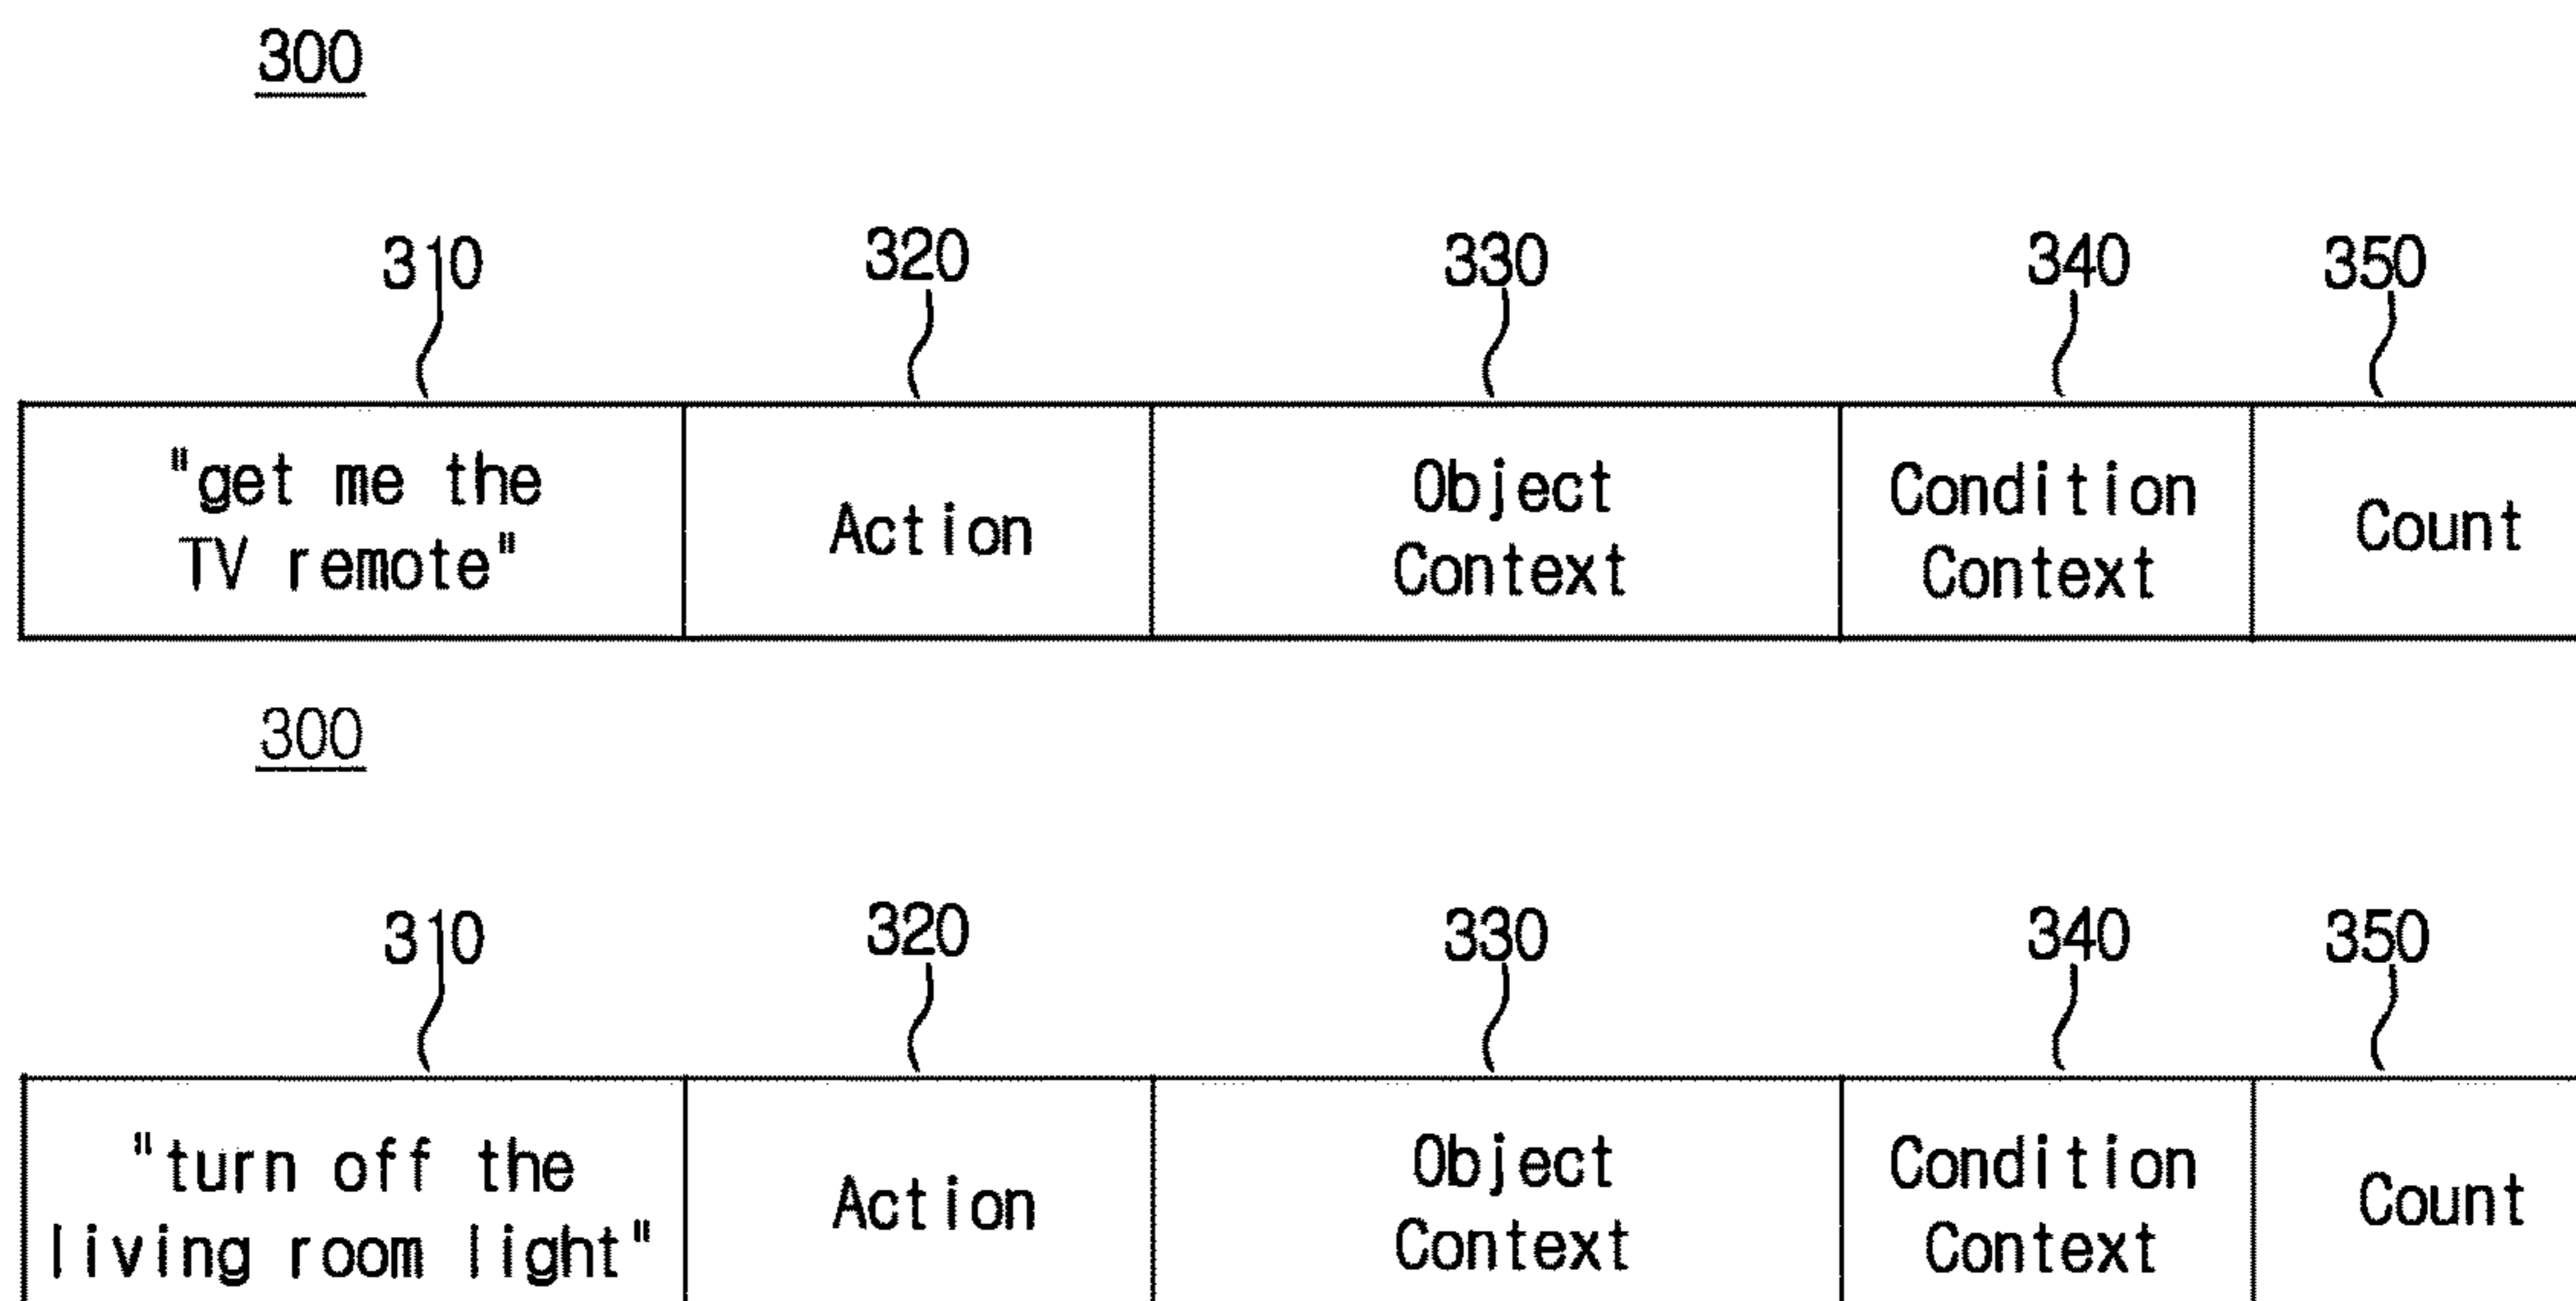 300
310 320 330 340 350
"get me the
TV remote"
Action
Object
Context
Condition
Context
Count
300
310 320 330 340 350
"turn off the
living room light"
Action
Object
Context
Condition
Context
Count